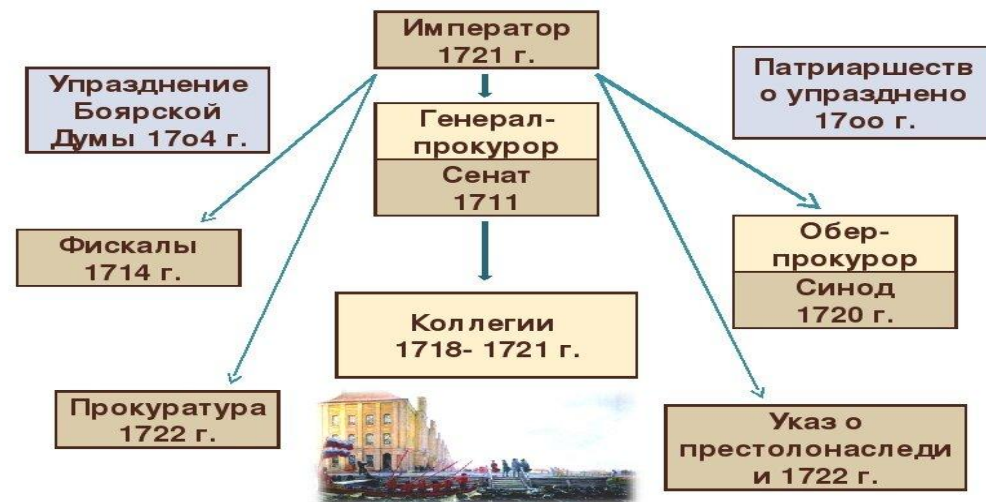 Император
1721 г.
Упразднение
Боярской
Думы 17о4 г.
Патриаршеств
о упразднено
17оо г.
Генерал-
прокурор
Сенат
1711
Фискалы
1714 г.
Обер-
прокурор
Синод
1720 г.
Коллегии
1718- 1721 г.
Прокуратура
1722 г.
Указ о
престолонаследи
и 1722 г.